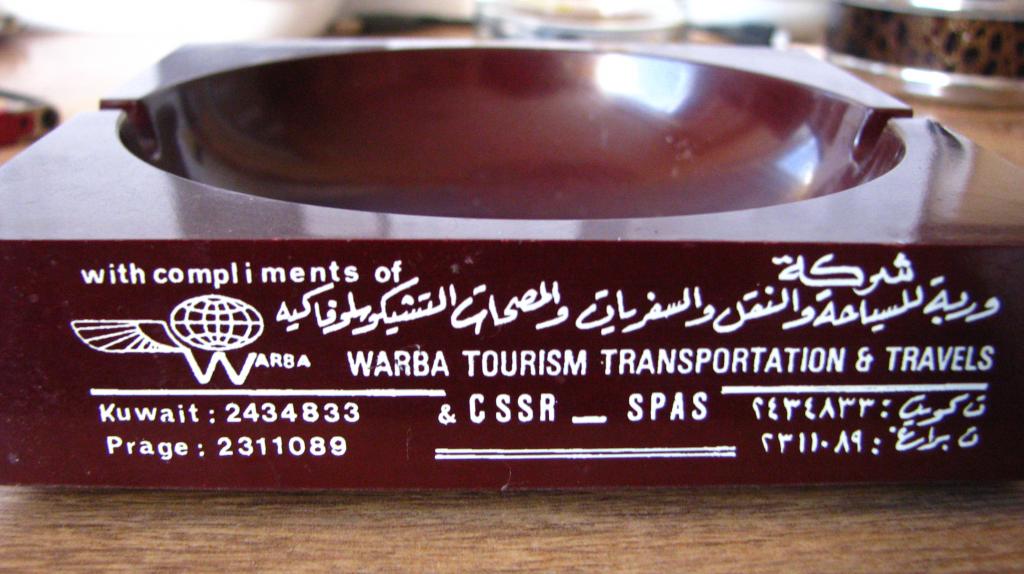 with compliments of
شركة
وربة للسياحة والنقل والسفريات والمصحات التشيكوسلوفاكيه
WARBA
WARBA TOURISM TRANSPORTATION & TRAVELS
& CSSR _ SPAS
Kuwait : 2434833
Prage : 2311089
ت كويت : ٢٤٣٤٨٣٣
ت براغ : ٢٣١١٠٨٩